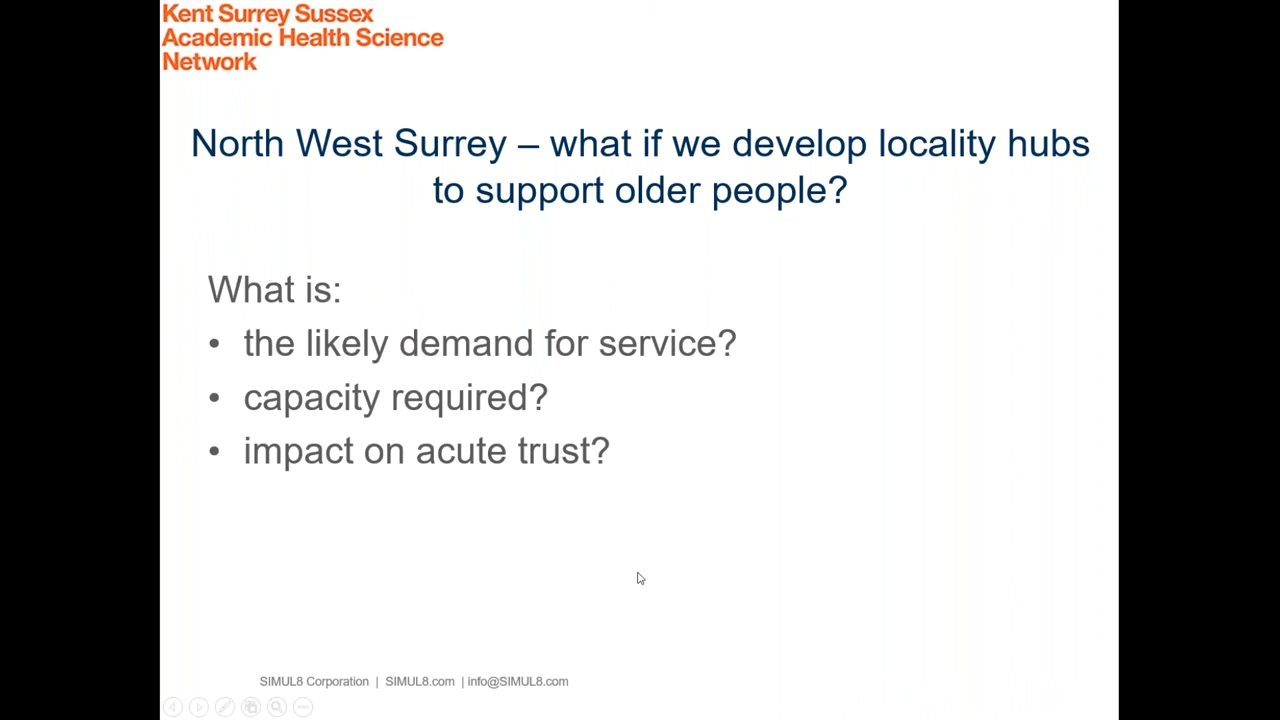 Kent Surrey Sussex
Academic Health Science
Network
North West Surrey – what if we develop locality hubs
to support older people?
What is:
• the likely demand for service?
• capacity required?
• impact on acute trust?
SIMUL8 Corporation | SIMUL8.com | info@SIMUL8.com